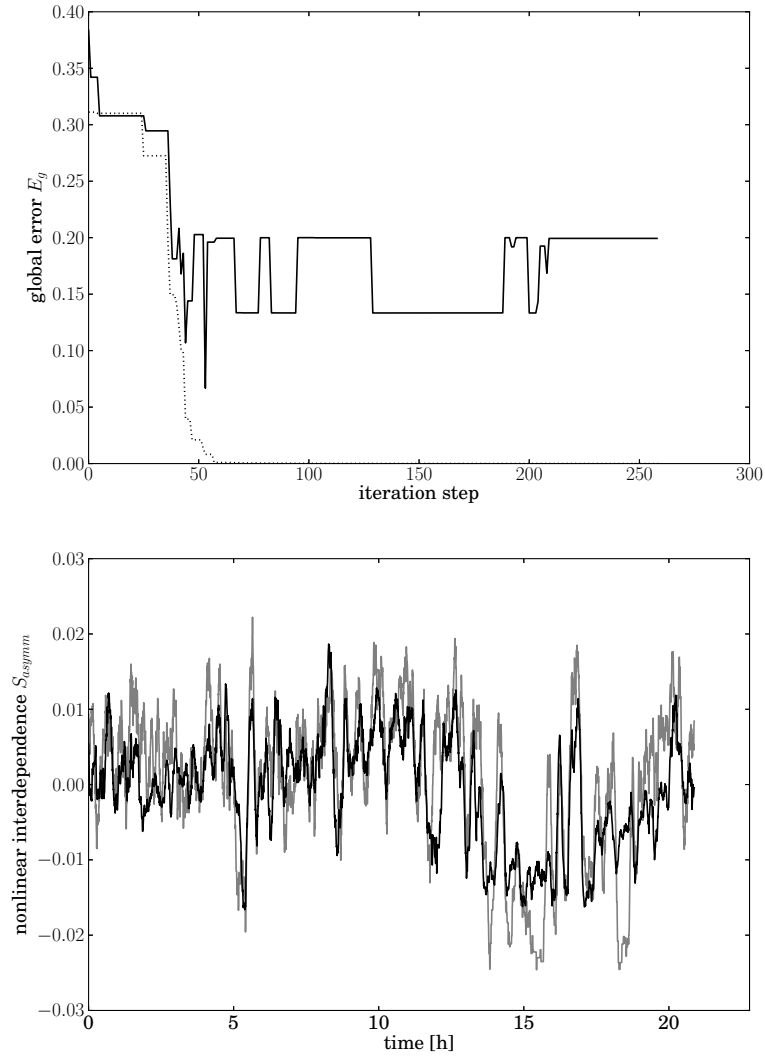 0.40
0.35
0.30
0.25
0.20
0.15
0.10
0.05
0.00
global error E_g
0 50 100 150 200 250 300
iteration step
0.03
0.02
0.01
0.00
−0.01
−0.02
−0.03
nonlinear interdependence S_asymm
0 5 10 15 20
time [h]